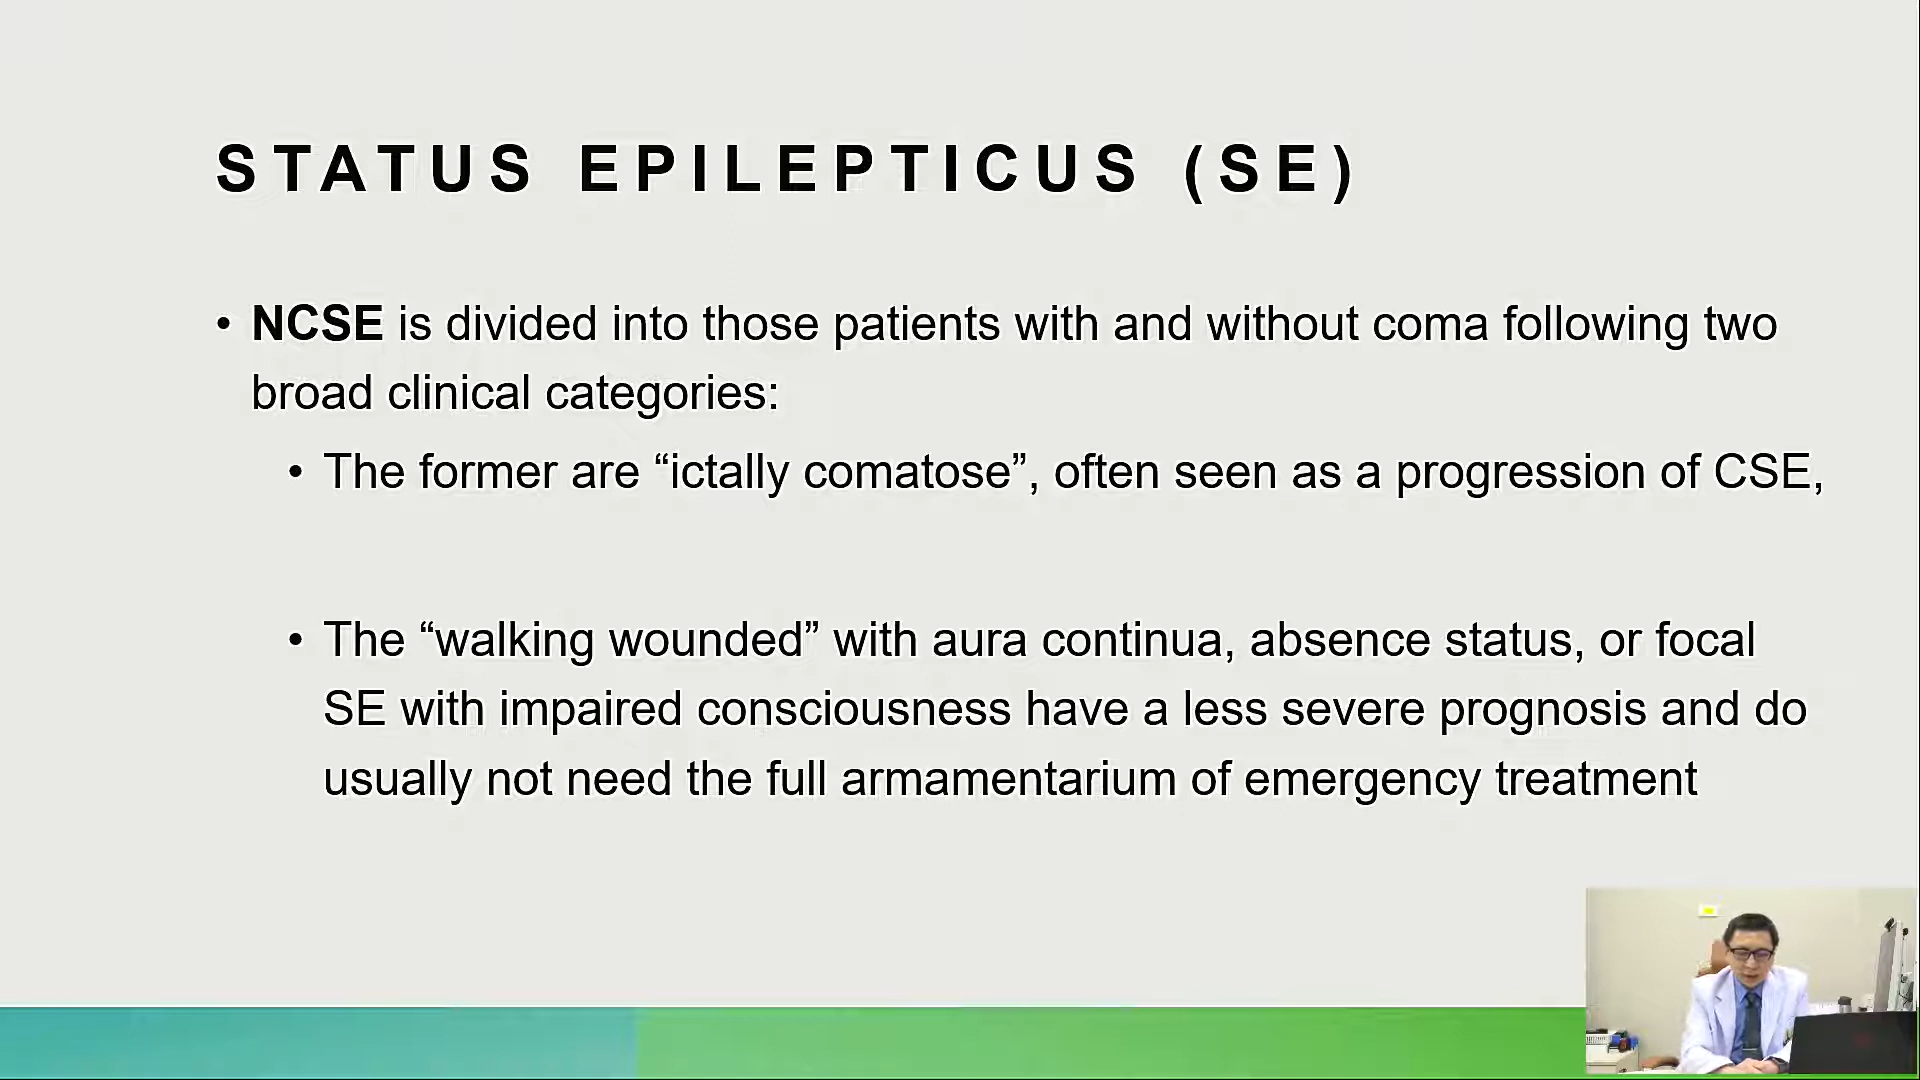 STATUS EPILEPTICUS (SE)
• NCSE is divided into those patients with and without coma following two
broad clinical categories:
• The former are “ictally comatose”, often seen as a progression of CSE,
• The “walking wounded” with aura continua, absence status, or focal
SE with impaired consciousness have a less severe prognosis and do
usually not need the full armamentarium of emergency treatment